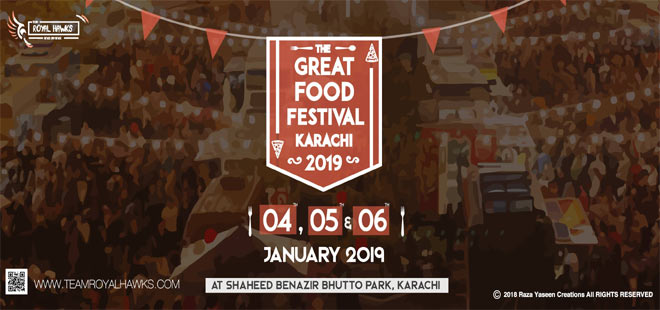 THE
ROYAL HAWKS
THE
GREAT
FOOD
FESTIVAL
KARACHI
2019
04TH, 05TH & 06TH
JANUARY 2019
AT SHAHEED BENAZIR BHUTTO PARK, KARACHI
WWW.TEAMROYALHAWKS.COM
© 2018 Raza Yaseen Creations All RIGHTS RESERVED